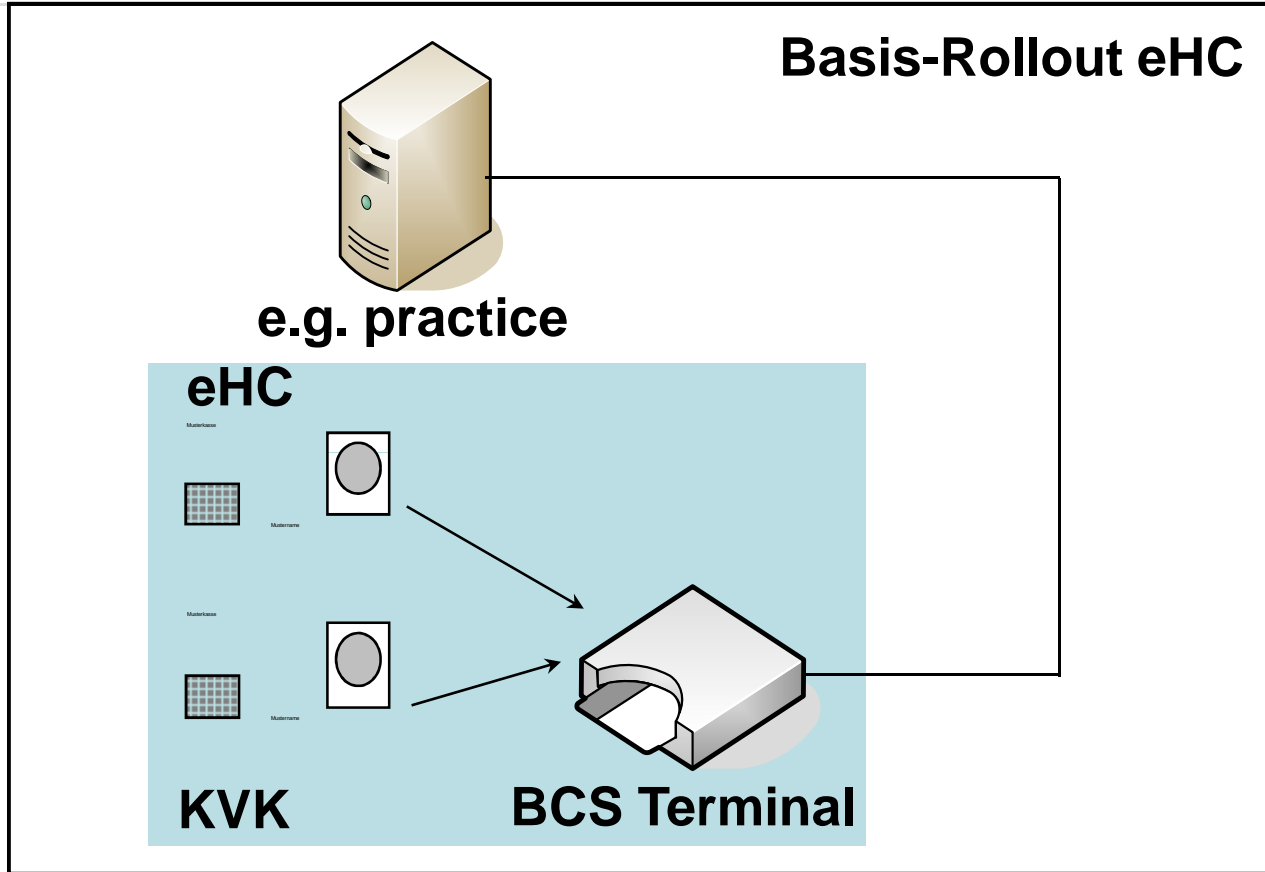 Basis-Rollout eHC
e.g. practice
eHC
Musterkasse
Mustername
Musterkasse
Mustername
KVK
BCS Terminal